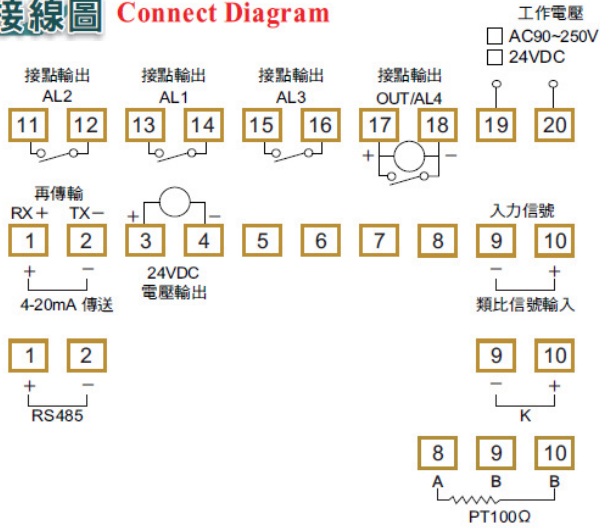 接線圖 Connect Diagram
工作電壓
□ AC90~250V
□ 24VDC
接點輸出 接點輸出 接點輸出 接點輸出
AL2 AL1 AL3 OUT/AL4
11 12 13 14 15 16 17 18 19 20
+ −
再傳輸
RX+ TX− + − 入力信號
1 2 3 4 5 6 7 8 9 10
+ − 24VDC − +
4-20mA 傳送 電壓輸出 類比信號輸入
1 2 9 10
+ − − +
RS485 K
8 9 10
A B B
PT100Ω